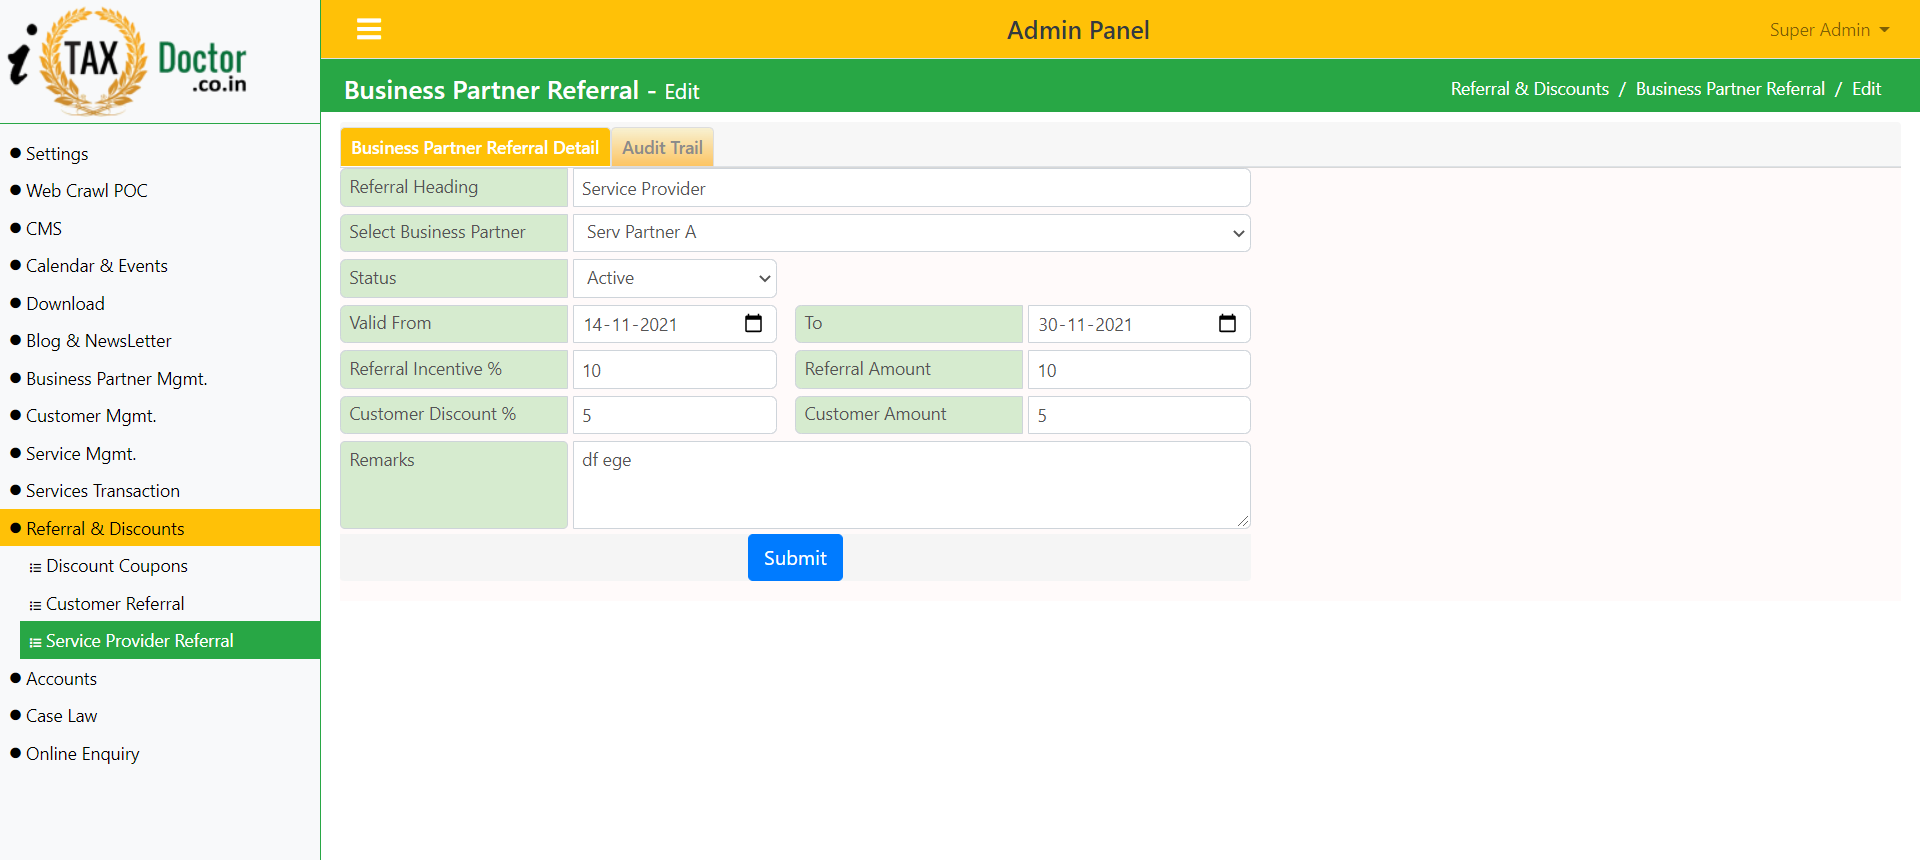 i TAX Doctor
.co.in
Admin Panel
Super Admin
Business Partner Referral - Edit
Referral & Discounts / Business Partner Referral / Edit
Settings
Web Crawl POC
CMS
Calendar & Events
Download
Blog & NewsLetter
Business Partner Mgmt.
Customer Mgmt.
Service Mgmt.
Services Transaction
Referral & Discounts
Discount Coupons
Customer Referral
Service Provider Referral
Accounts
Case Law
Online Enquiry
Business Partner Referral Detail
Audit Trail
Referral Heading
Service Provider
Select Business Partner
Serv Partner A
Status
Active
Valid From
14-11-2021
To
30-11-2021
Referral Incentive %
10
Referral Amount
10
Customer Discount %
5
Customer Amount
5
Remarks
df ege
Submit